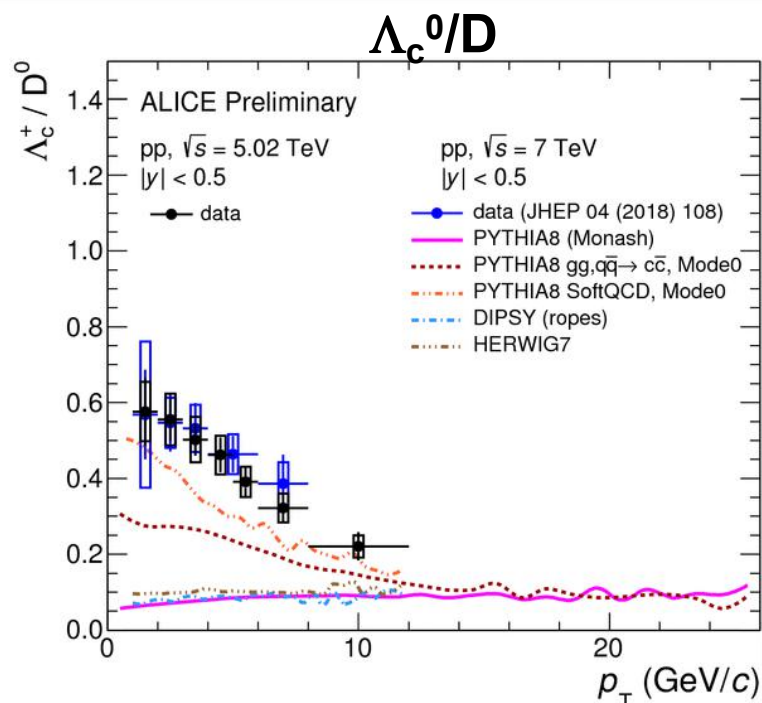 Λc⁰/D
Λc⁺ / D⁰
ALICE Preliminary
pp, √s = 5.02 TeV
|y| < 0.5
data
pp, √s = 7 TeV
|y| < 0.5
data (JHEP 04 (2018) 108)
PYTHIA8 (Monash)
PYTHIA8 gg,qq̄→ cc̄, Mode0
PYTHIA8 SoftQCD, Mode0
DIPSY (ropes)
HERWIG7
1.4
1.2
1.0
0.8
0.6
0.4
0.2
0.0
0 10 20
pT (GeV/c)